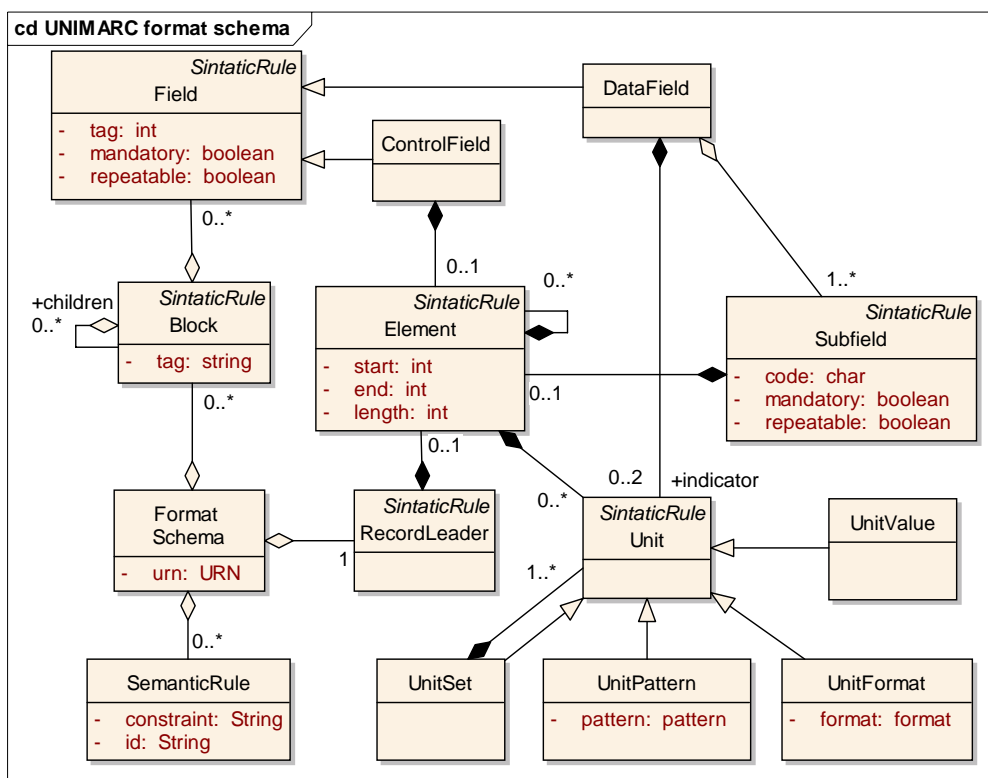 cd UNIMARC format schema
SintaticRule
Field
- tag: int
- mandatory: boolean
- repeatable: boolean
DataField
ControlField
0..*
0..1
+children
0..*
SintaticRule
Block
- tag: string
0..*
SintaticRule
Element
- start: int
- end: int
- length: int
0..*
1..*
SintaticRule
Subfield
- code: char
- mandatory: boolean
- repeatable: boolean
0..1
0..*
0..1
Format
Schema
- urn: URN
1
SintaticRule
RecordLeader
0..*
0..2
+indicator
SintaticRule
Unit
1..*
UnitValue
0..*
SemanticRule
- constraint: String
- id: String
UnitSet
UnitPattern
- pattern: pattern
UnitFormat
- format: format